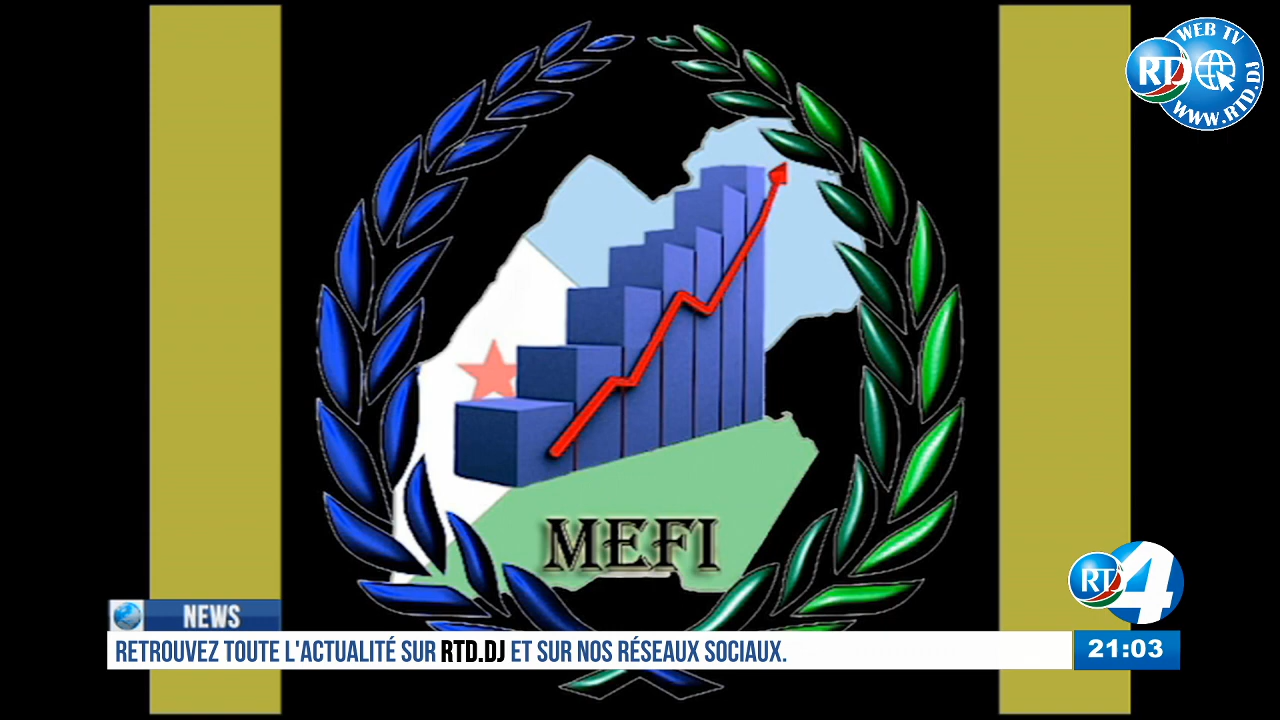 WEB TV
RTD
WWW.RTD.DJ
MEFI
RT
4
NEWS
RETROUVEZ TOUTE L'ACTUALITÉ SUR RTD.DJ ET SUR NOS RÉSEAUX SOCIAUX.
21:03